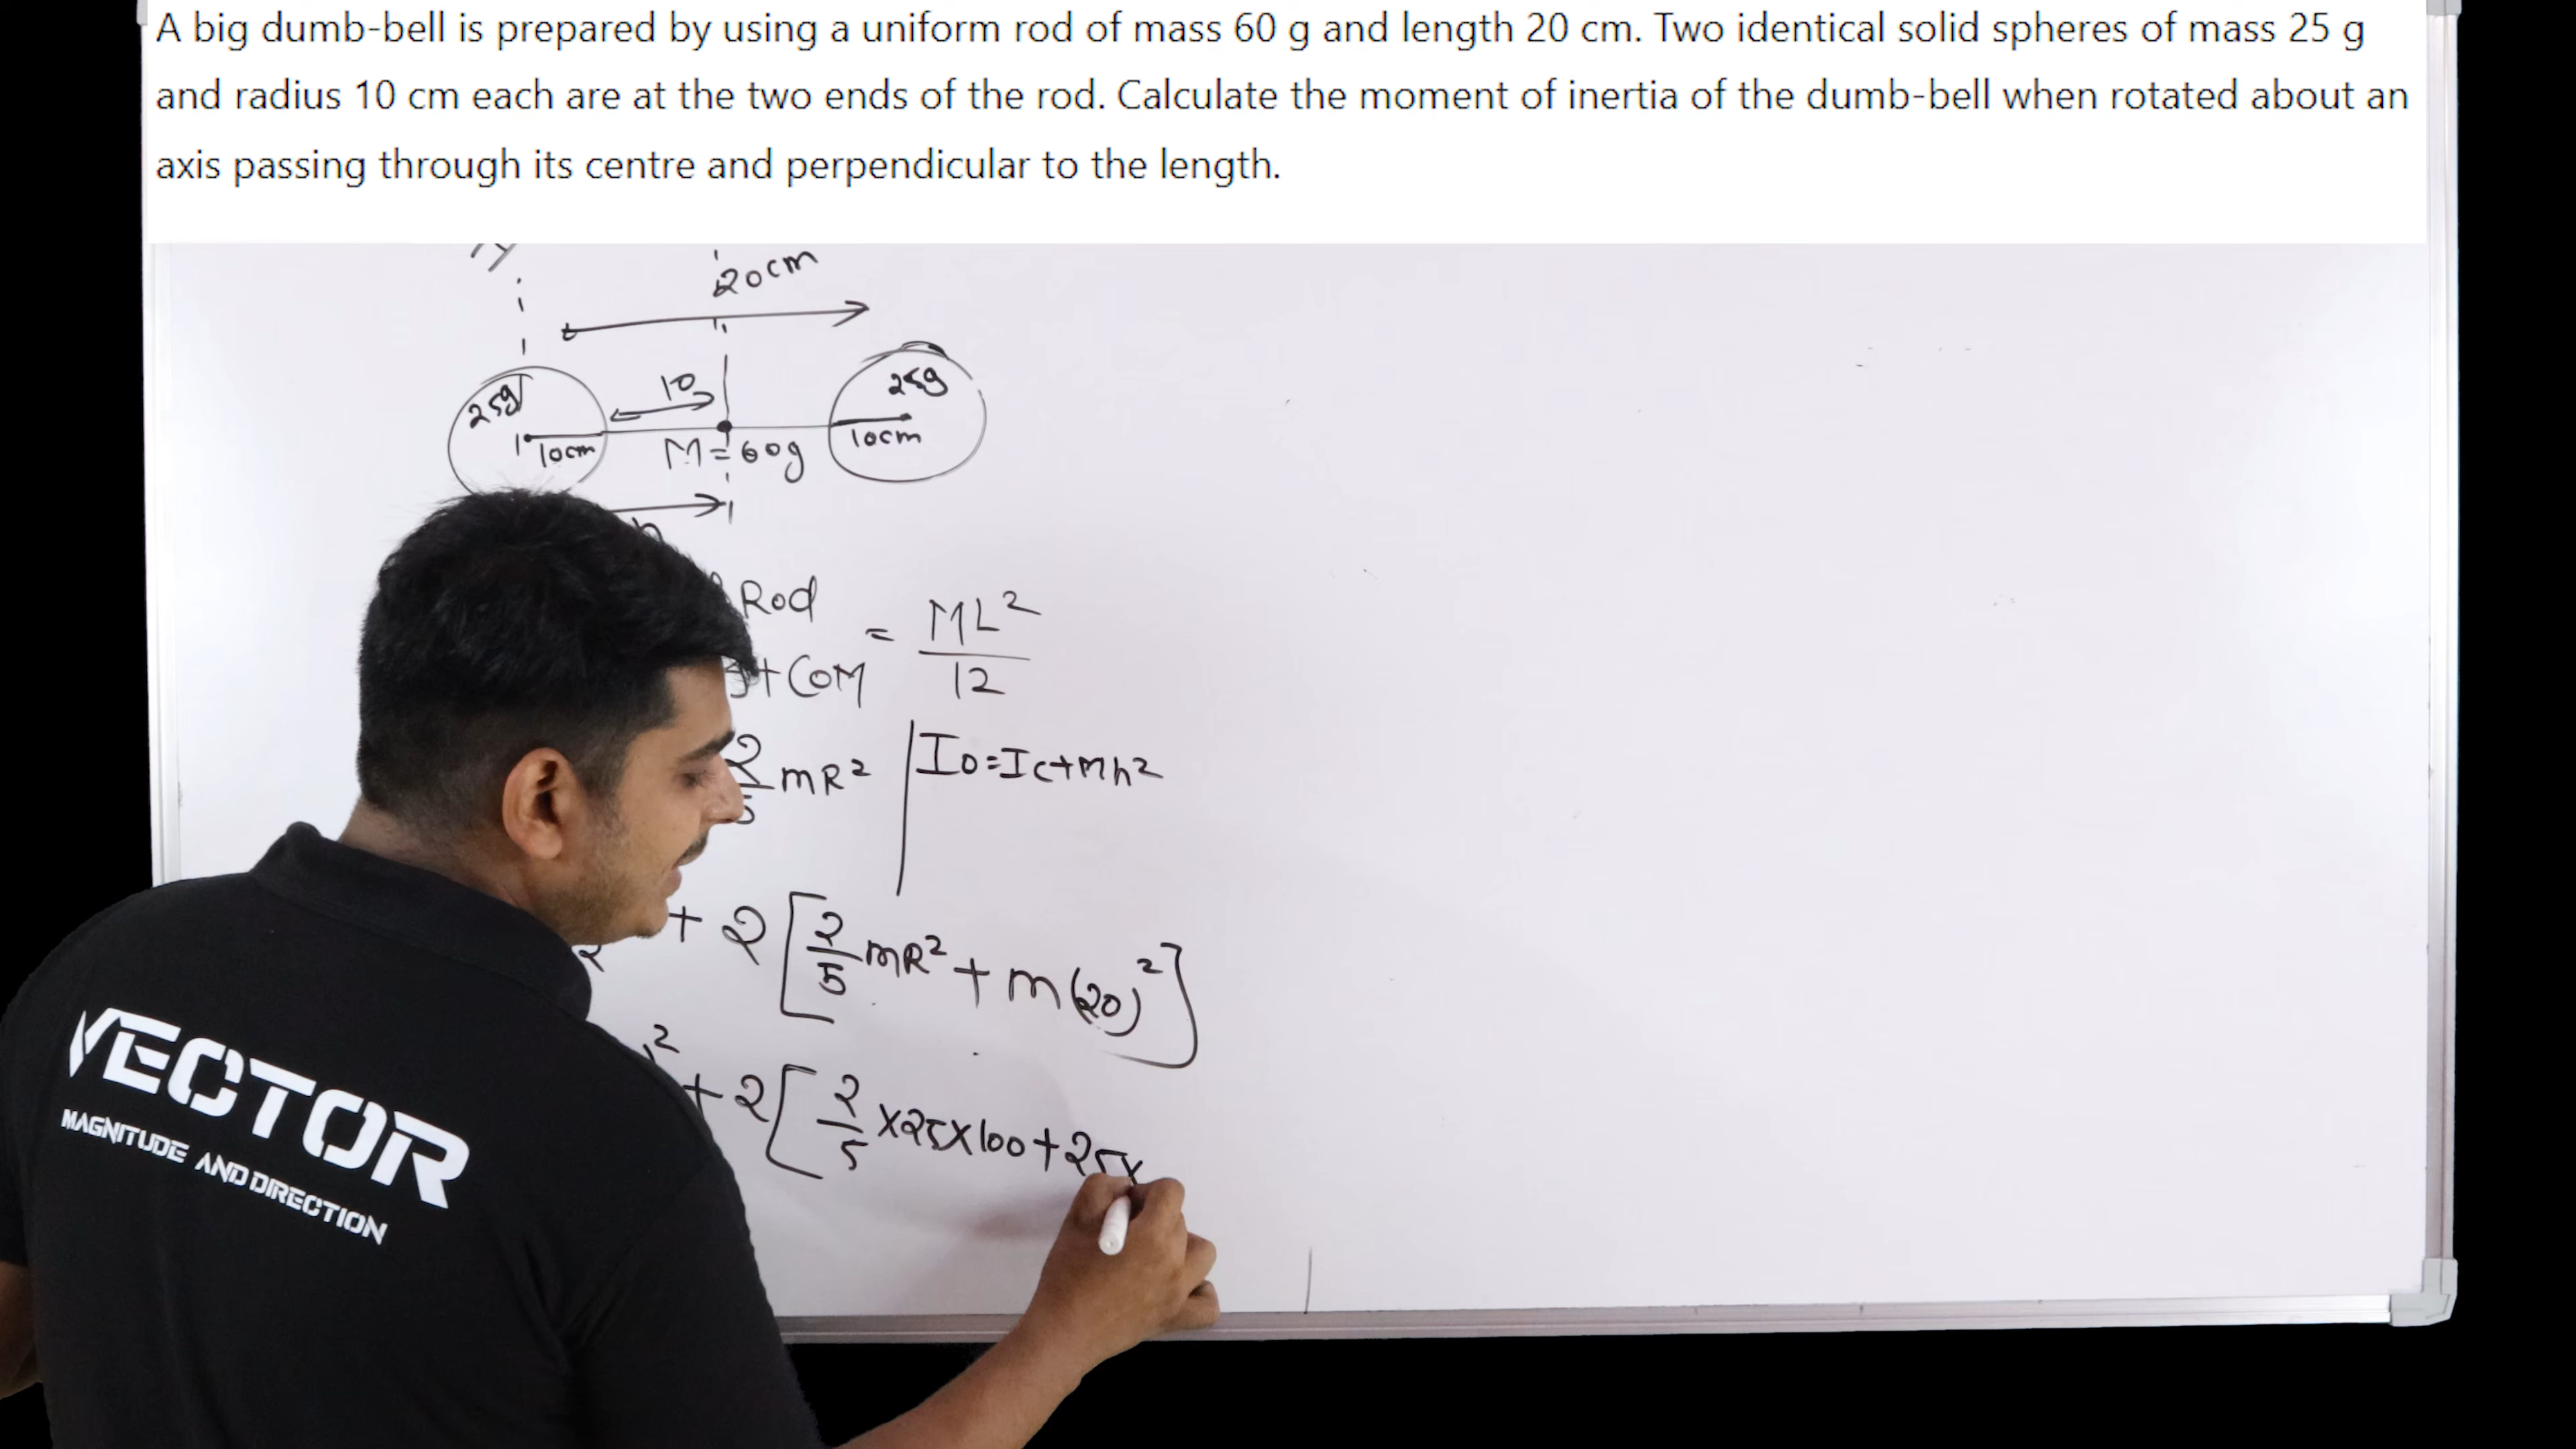 A big dumb-bell is prepared by using a uniform rod of mass 60 g and length 20 cm. Two identical solid spheres of mass 25 g
and radius 10 cm each are at the two ends of the rod. Calculate the moment of inertia of the dumb-bell when rotated about an
axis passing through its centre and perpendicular to the length.
20cm
25g
10
25g
10cm
M=60g
10cm
Rod
= ML²/12
COM
2/5 mR²
Io=Ic+Mh²
+ 2 [2/5 mR² + m(20)²]
2
+2 [2/5 ×25×100+25×
VECTOR
MAGNITUDE AND DIRECTION